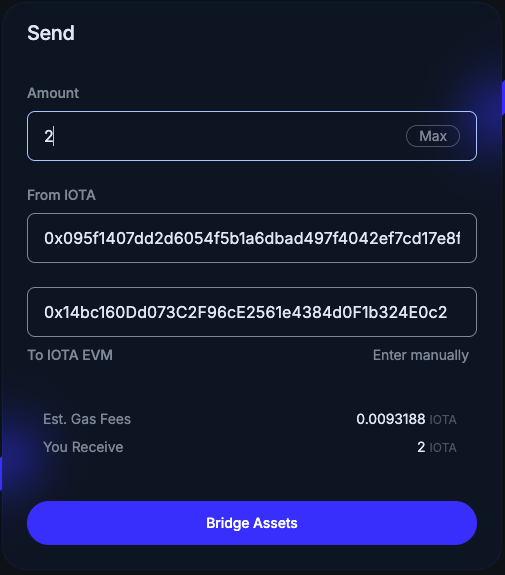 Send
Amount
2
Max
From IOTA
0x095f1407dd2d6054f5b1a6dbad497f4042ef7cd17e8f
0x14bc160Dd073C2F96cE2561e4384d0F1b324E0c2
To IOTA EVM
Enter manually
Est. Gas Fees
0.0093188 IOTA
You Receive
2 IOTA
Bridge Assets